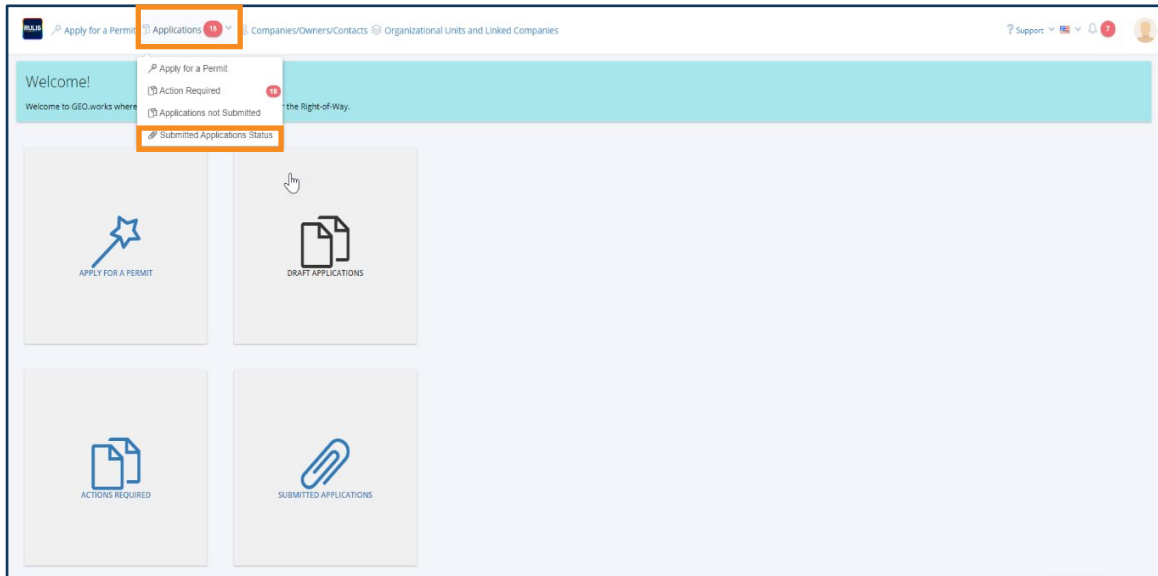 RULIS Apply for a Permit Applications 18 Companies/Owners/Contacts Organizational Units and Linked Companies ? Support 7
Apply for a Permit
Welcome!
Action Required 18
Welcome to GEO.works where r the Right-of-Way.
Applications not Submitted
Submitted Applications Status
APPLY FOR A PERMIT DRAFT APPLICATIONS
ACTIONS REQUIRED SUBMITTED APPLICATIONS